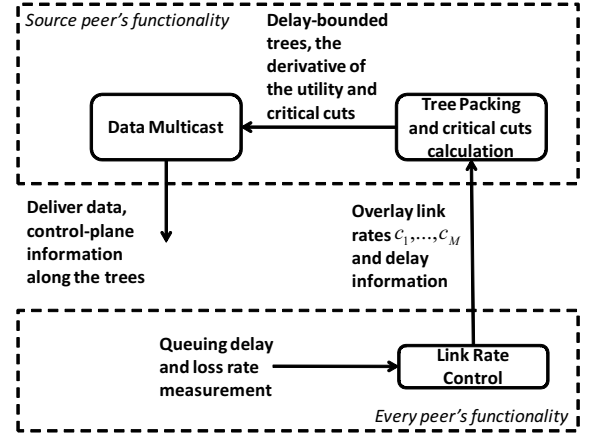 Source peer's functionality
Delay-bounded
trees, the
derivative of
the utility and
critical cuts
Data Multicast
Tree Packing
and critical cuts
calculation
Deliver data,
control-plane
information
along the trees
Overlay link
rates c_1,...,c_M
and delay
information
Queuing delay
and loss rate
measurement
Link Rate
Control
Every peer's functionality